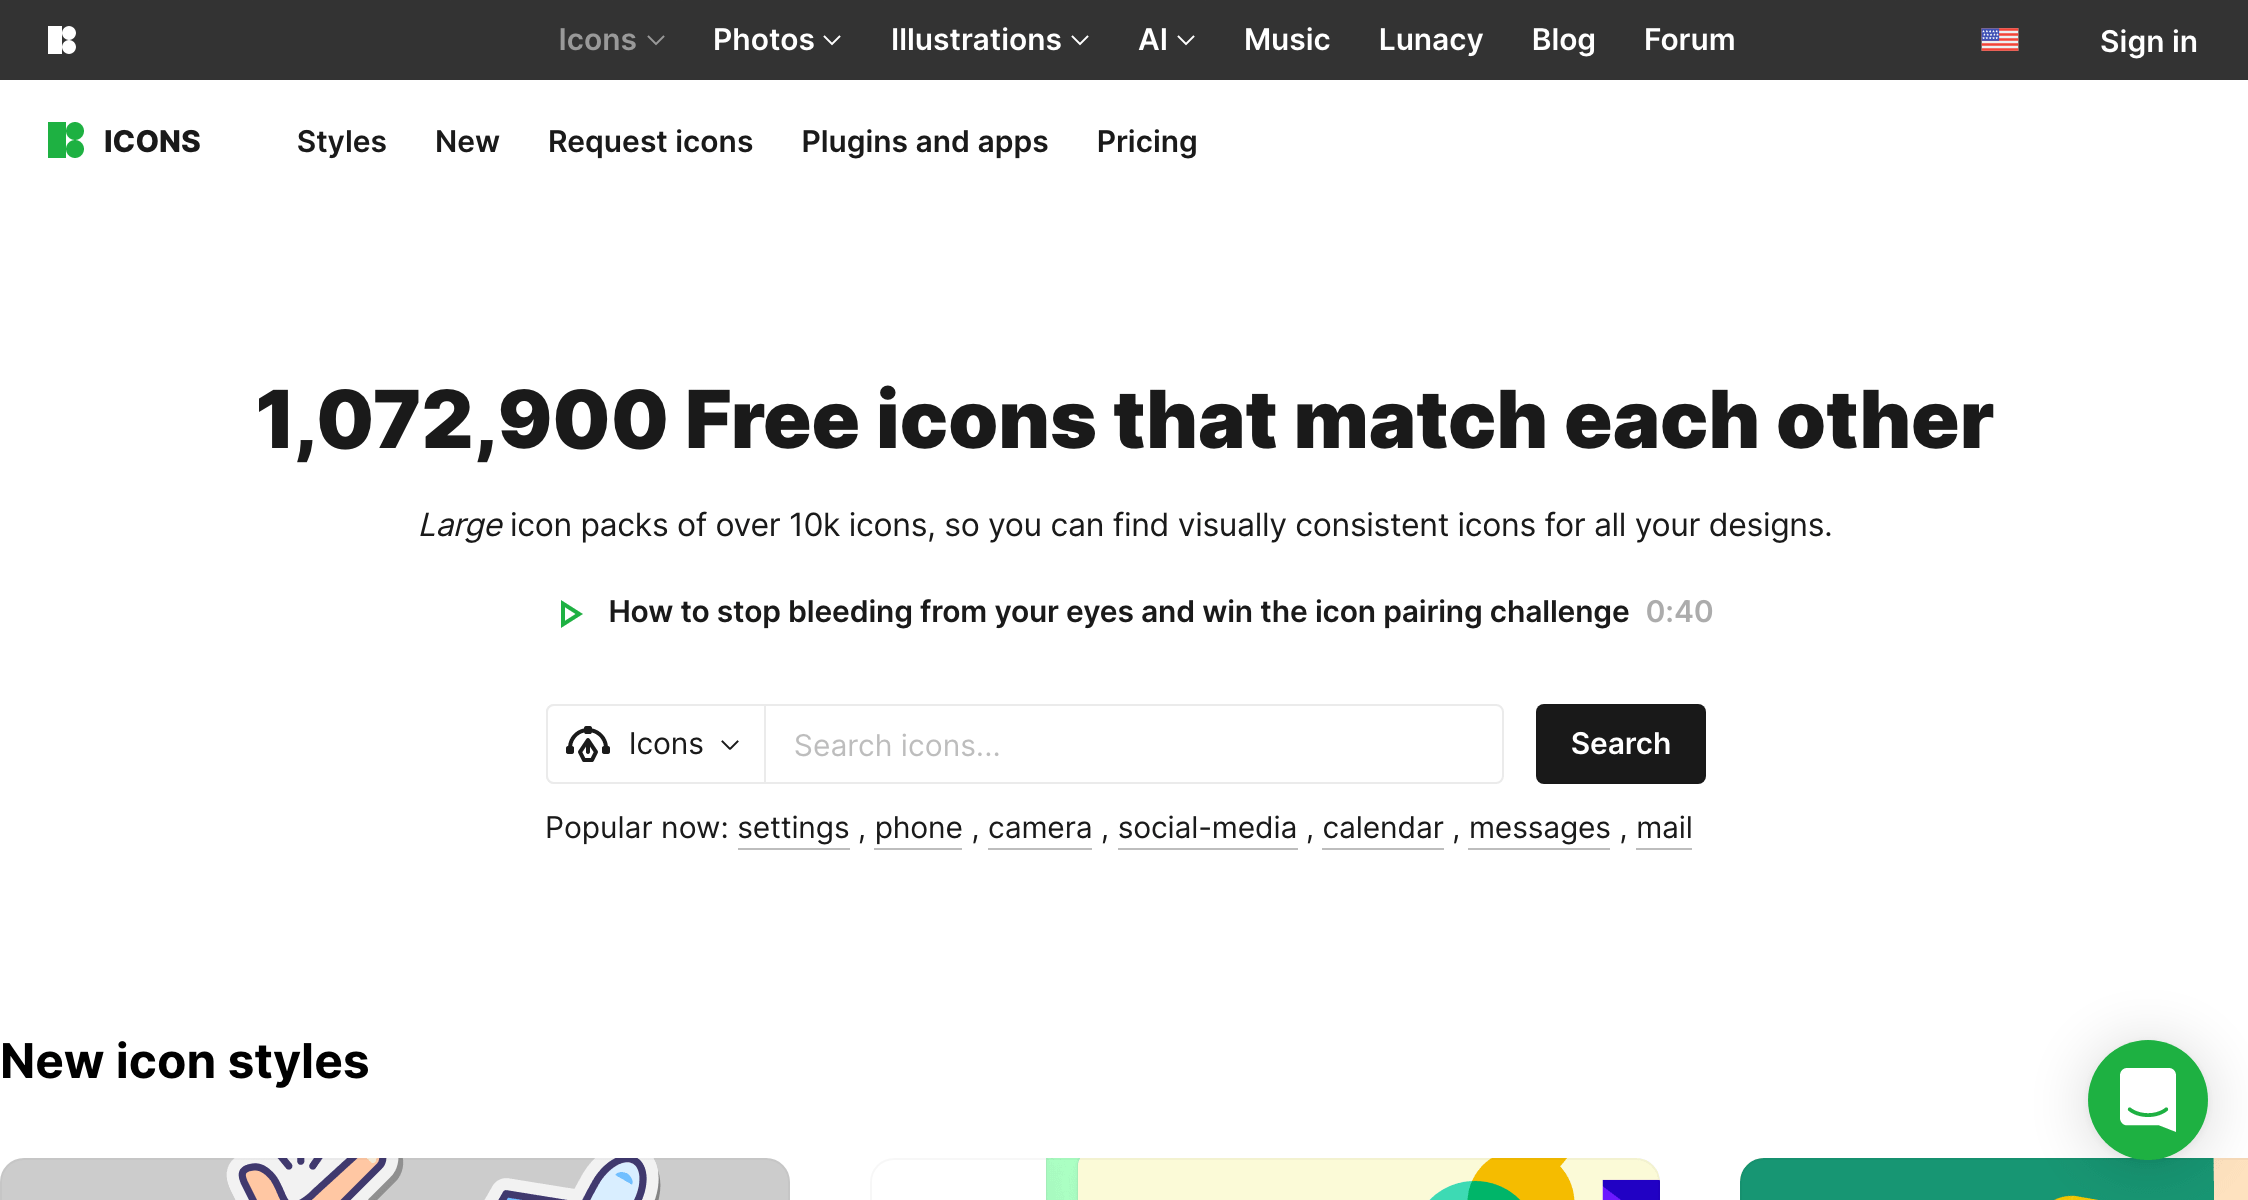 Icons Photos Illustrations AI Music Lunacy Blog Forum Sign in
ICONS Styles New Request icons Plugins and apps Pricing
1,072,900 Free icons that match each other
Large icon packs of over 10k icons, so you can find visually consistent icons for all your designs.
How to stop bleeding from your eyes and win the icon pairing challenge 0:40
Icons Search icons... Search
Popular now: settings , phone , camera , social-media , calendar , messages , mail
New icon styles